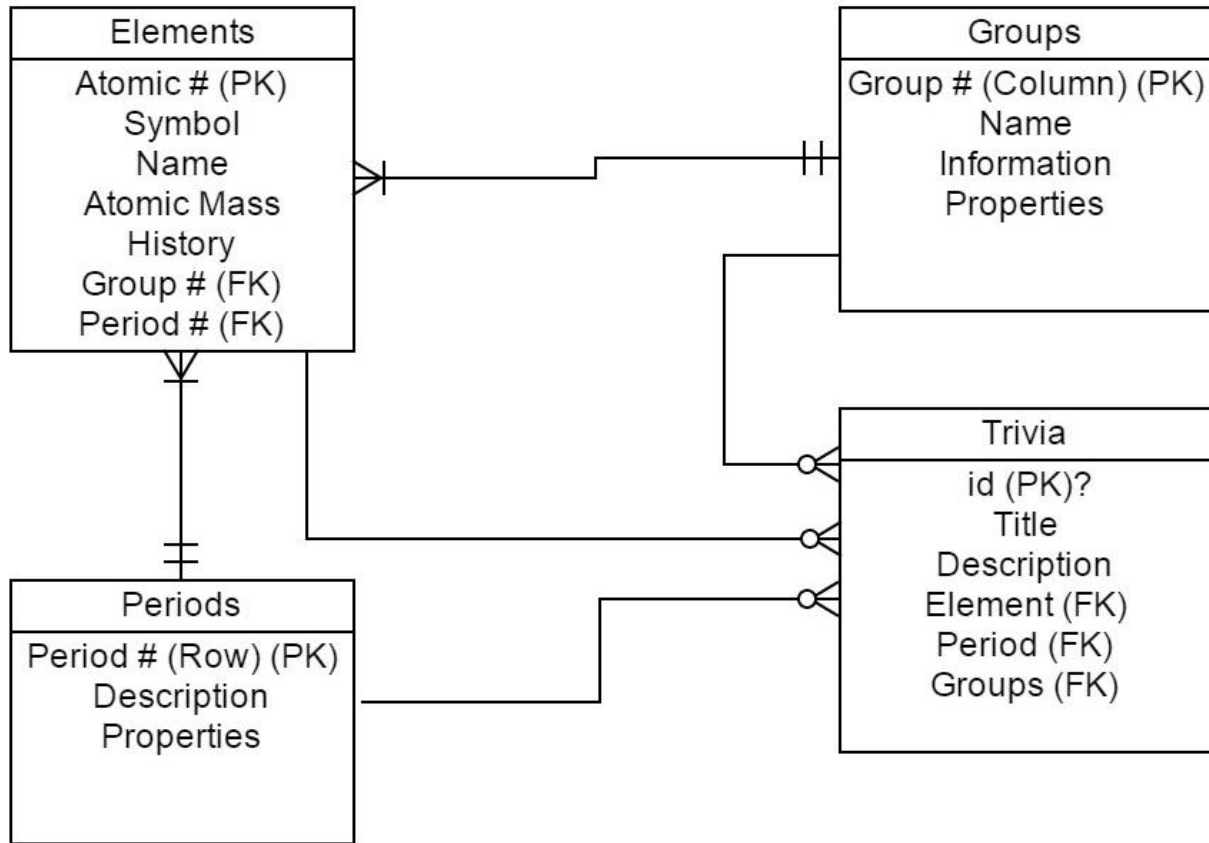 Elements
Atomic # (PK)
Symbol
Name
Atomic Mass
History
Group # (FK)
Period # (FK)
Groups
Group # (Column) (PK)
Name
Information
Properties
Periods
Period # (Row) (PK)
Description
Properties
Trivia
id (PK)?
Title
Description
Element (FK)
Period (FK)
Groups (FK)